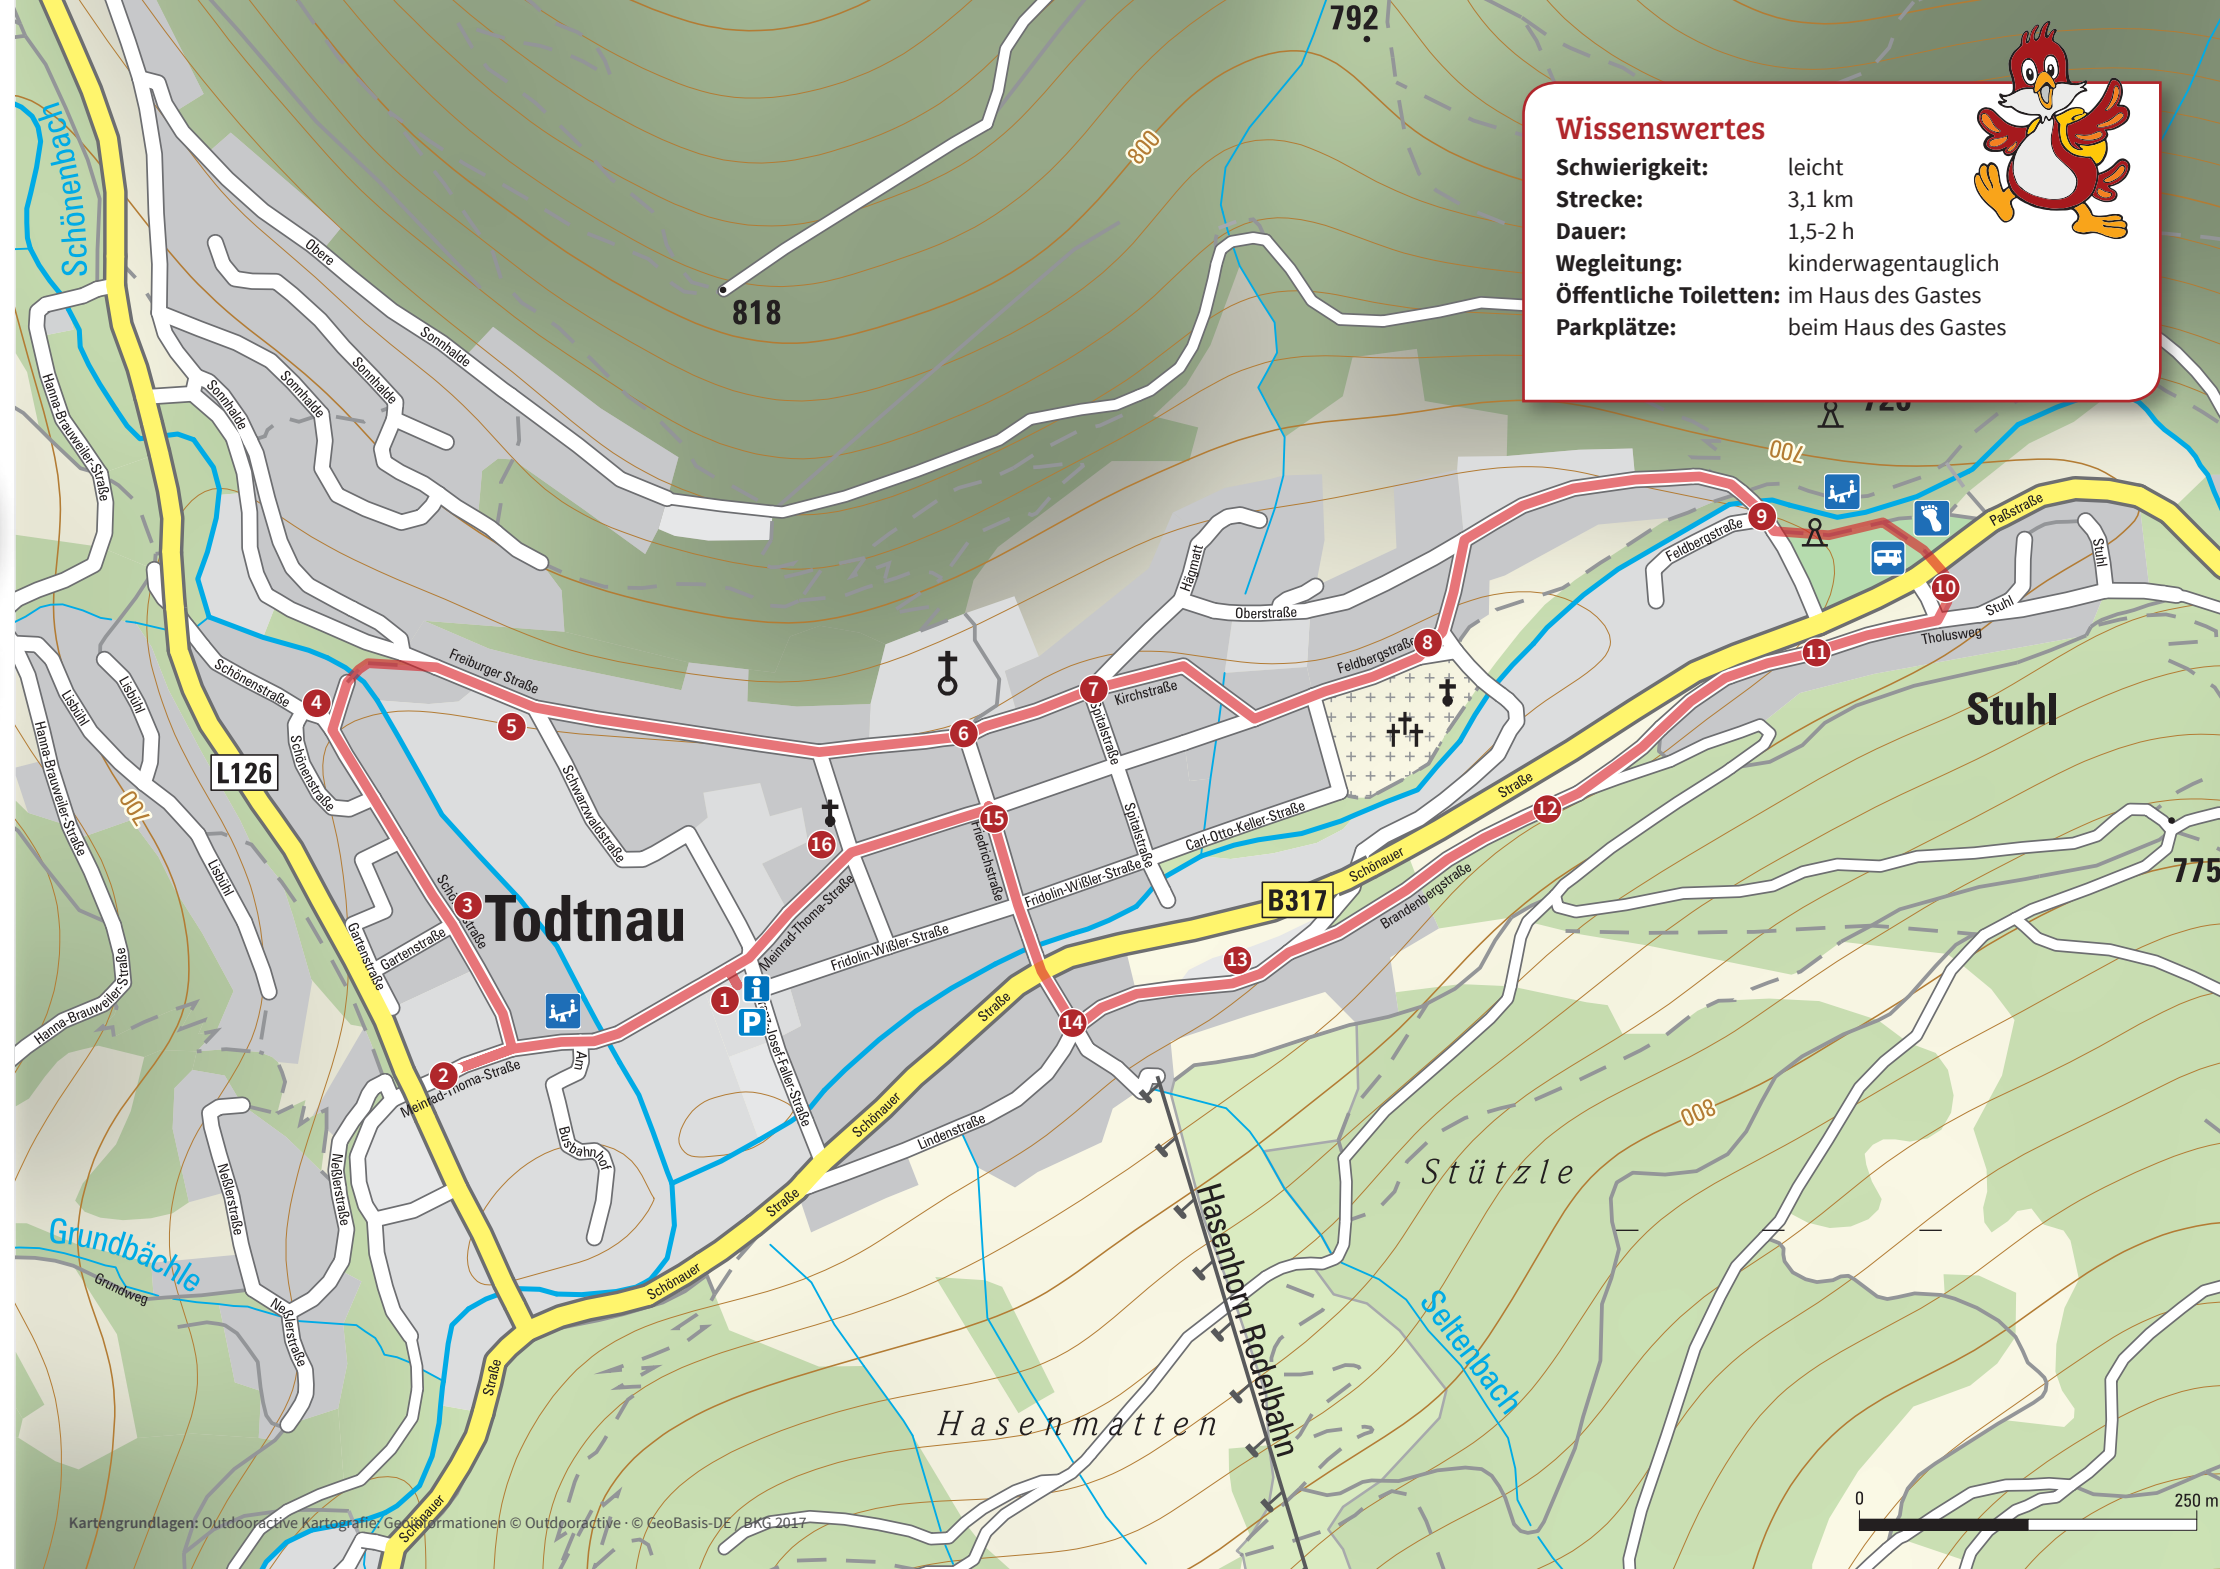 792
800
Wissenswertes
Schwierigkeit: leicht
Strecke: 3,1 km
Dauer: 1,5-2 h
Wegleitung: kinderwagentauglich
Öffentliche Toiletten: im Haus des Gastes
Parkplätze: beim Haus des Gastes
Schönenbach
Obere
Sonnhalde
818
Sonnhalde
Sonnhalde
Sonnhalde
Hanna-Brauweiler-Straße
700
9
Feldbergstraße
Paßstraße
Stuhl
10
Stuhl
Tholusweg
11
Stuhl
Hägmatt
Oberstraße
Feldbergstraße
8
7
Kirchstraße
Spitalstraße
6
Freiburger Straße
5
4
Schönenstraße
Schönenstraße
Lisbühl
Lisbühl
Lisbühl
Hanna-Brauweiler-Straße
L126
700
Schwarzwaldstraße
16
15
Friedrichstraße
Spitalstraße
Carl-Otto-Keller-Straße
Straße
12
775
Schönauer
B317
Brandenbergstraße
Fridolin-Wißler-Straße
Fridolin-Wißler-Straße
Meinrad-Thoma-Straße
3
Todtnau
Gartenstraße
Gartenstraße
Hanna-Brauweiler-Straße
Hanna-Brauweiler-Straße
13
1
i
P
Straße
14
2
Meinrad-Thoma-Straße
Am
Busbahnhof
Schönauer
Lindenstraße
800
Stützle
Neßlerstraße
Neßlerstraße
Neßlerstraße
Grundbächle
Grundweg
Straße
Schönauer
Straße
Schönauer
Hasenhorn Rodelbahn
Seltenbach
Hasenmatten
0 250 m
Kartengrundlagen: Outdooractive Kartografie; Geoinformationen © Outdooractive · © GeoBasis-DE / BKG 2017